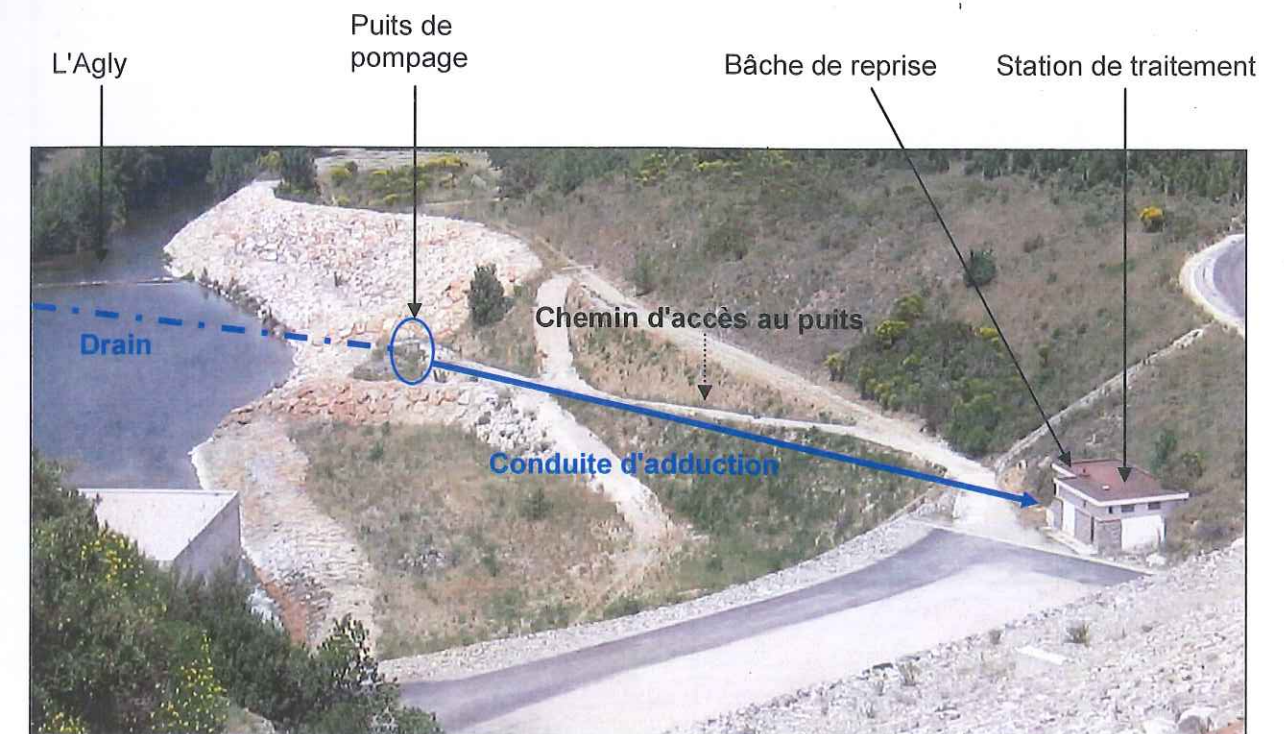 Puits de
pompage
L'Agly
Bâche de reprise
Station de traitement
Chemin d'accès au puits
Drain
Conduite d'adduction